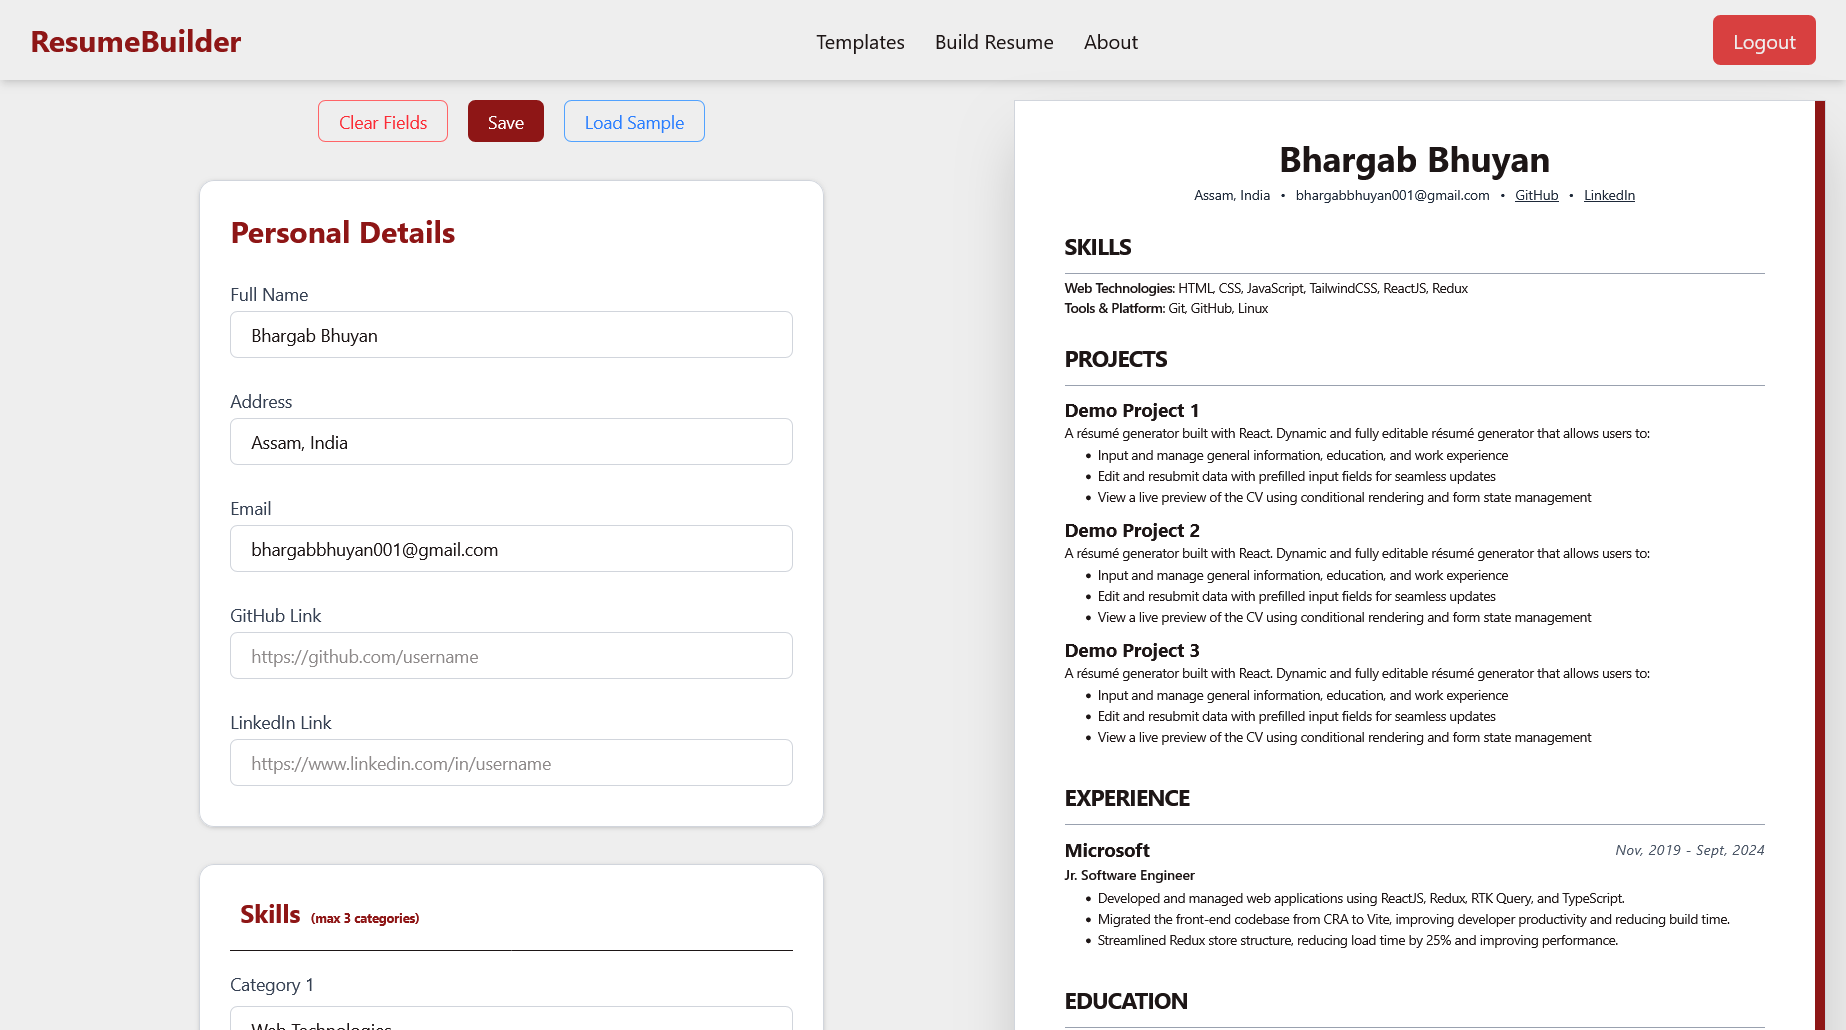 ResumeBuilder
Templates Build Resume About
Logout
Clear Fields Save Load Sample
Personal Details
Full Name
Bhargab Bhuyan
Address
Assam, India
Email
bhargabbhuyan001@gmail.com
GitHub Link
https://github.com/username
LinkedIn Link
https://www.linkedin.com/in/username
Skills (max 3 categories)
Category 1
Web Technologies
Bhargab Bhuyan
Assam, India • bhargabbhuyan001@gmail.com • GitHub • LinkedIn
SKILLS
Web Technologies: HTML, CSS, JavaScript, TailwindCSS, ReactJS, Redux
Tools & Platform: Git, GitHub, Linux
PROJECTS
Demo Project 1
A résumé generator built with React. Dynamic and fully editable résumé generator that allows users to:
• Input and manage general information, education, and work experience
• Edit and resubmit data with prefilled input fields for seamless updates
• View a live preview of the CV using conditional rendering and form state management
Demo Project 2
A résumé generator built with React. Dynamic and fully editable résumé generator that allows users to:
• Input and manage general information, education, and work experience
• Edit and resubmit data with prefilled input fields for seamless updates
• View a live preview of the CV using conditional rendering and form state management
Demo Project 3
A résumé generator built with React. Dynamic and fully editable résumé generator that allows users to:
• Input and manage general information, education, and work experience
• Edit and resubmit data with prefilled input fields for seamless updates
• View a live preview of the CV using conditional rendering and form state management
EXPERIENCE
Microsoft Nov, 2019 - Sept, 2024
Jr. Software Engineer
• Developed and managed web applications using ReactJS, Redux, RTK Query, and TypeScript.
• Migrated the front-end codebase from CRA to Vite, improving developer productivity and reducing build time.
• Streamlined Redux store structure, reducing load time by 25% and improving performance.
EDUCATION